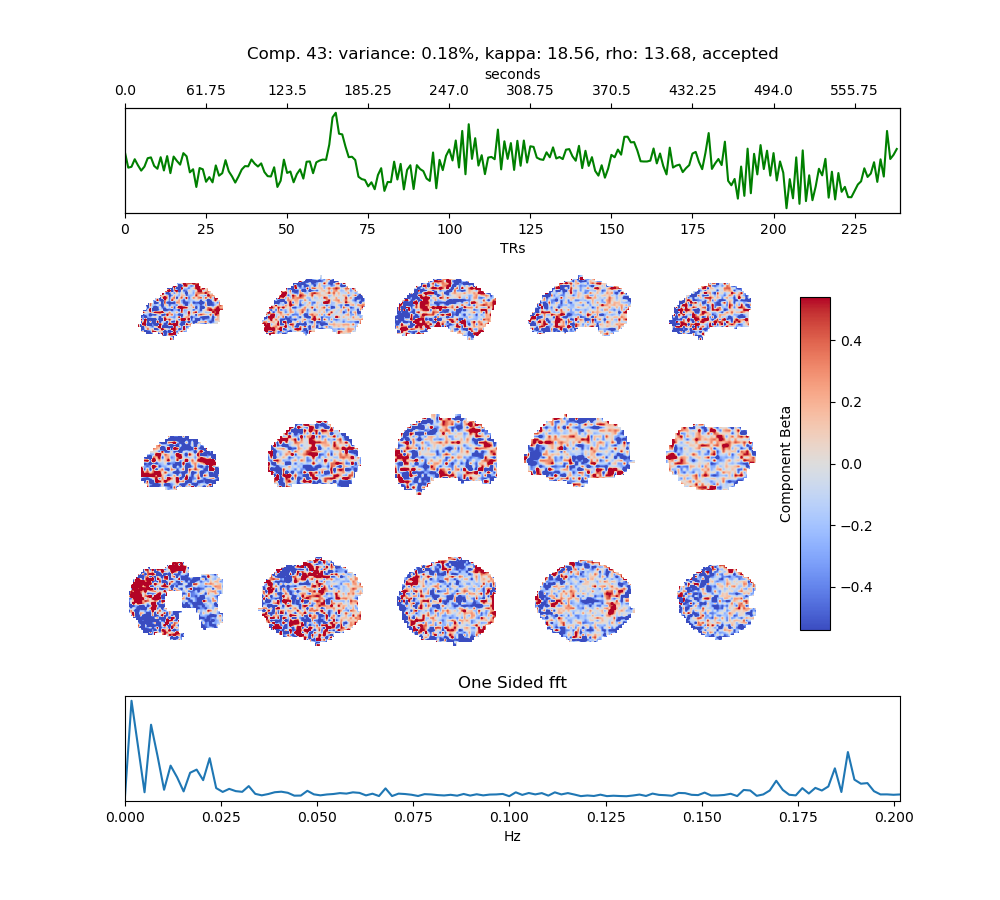 Comp. 43: variance: 0.18%, kappa: 18.56, rho: 13.68, accepted
seconds
0.0 61.75 123.5 185.25 247.0 308.75 370.5 432.25 494.0 555.75
0 25 50 75 100 125 150 175 200 225
TRs
0.4
0.2
0.0
−0.2
−0.4
Component Beta
One Sided fft
0.000 0.025 0.050 0.075 0.100 0.125 0.150 0.175 0.200
Hz